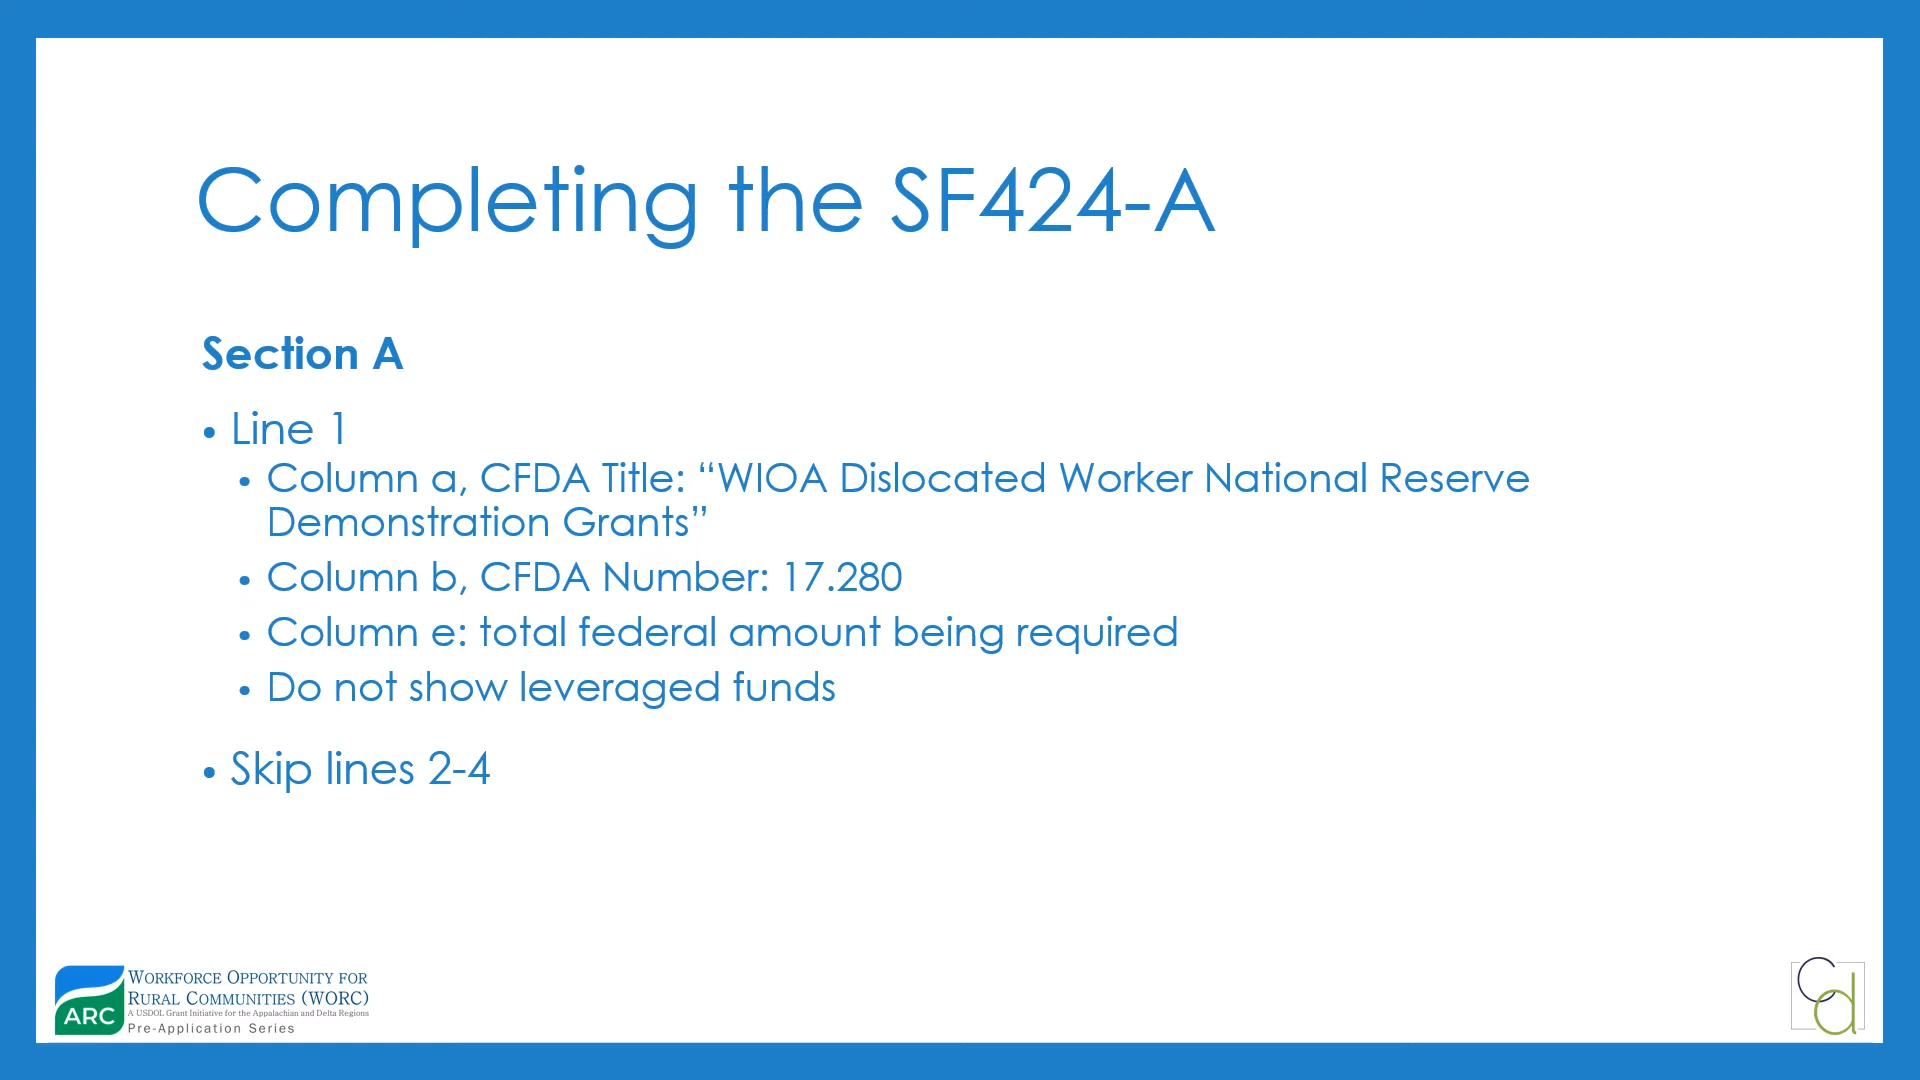 Completing the SF424-A
Section A
• Line 1
• Column a, CFDA Title: “WIOA Dislocated Worker National Reserve
Demonstration Grants”
• Column b, CFDA Number: 17.280
• Column e: total federal amount being required
• Do not show leveraged funds
• Skip lines 2-4
ARC
Workforce Opportunity for
Rural Communities (WORC)
A USDOL Grant Initiative for the Appalachian and Delta Regions
Pre-Application Series
cd